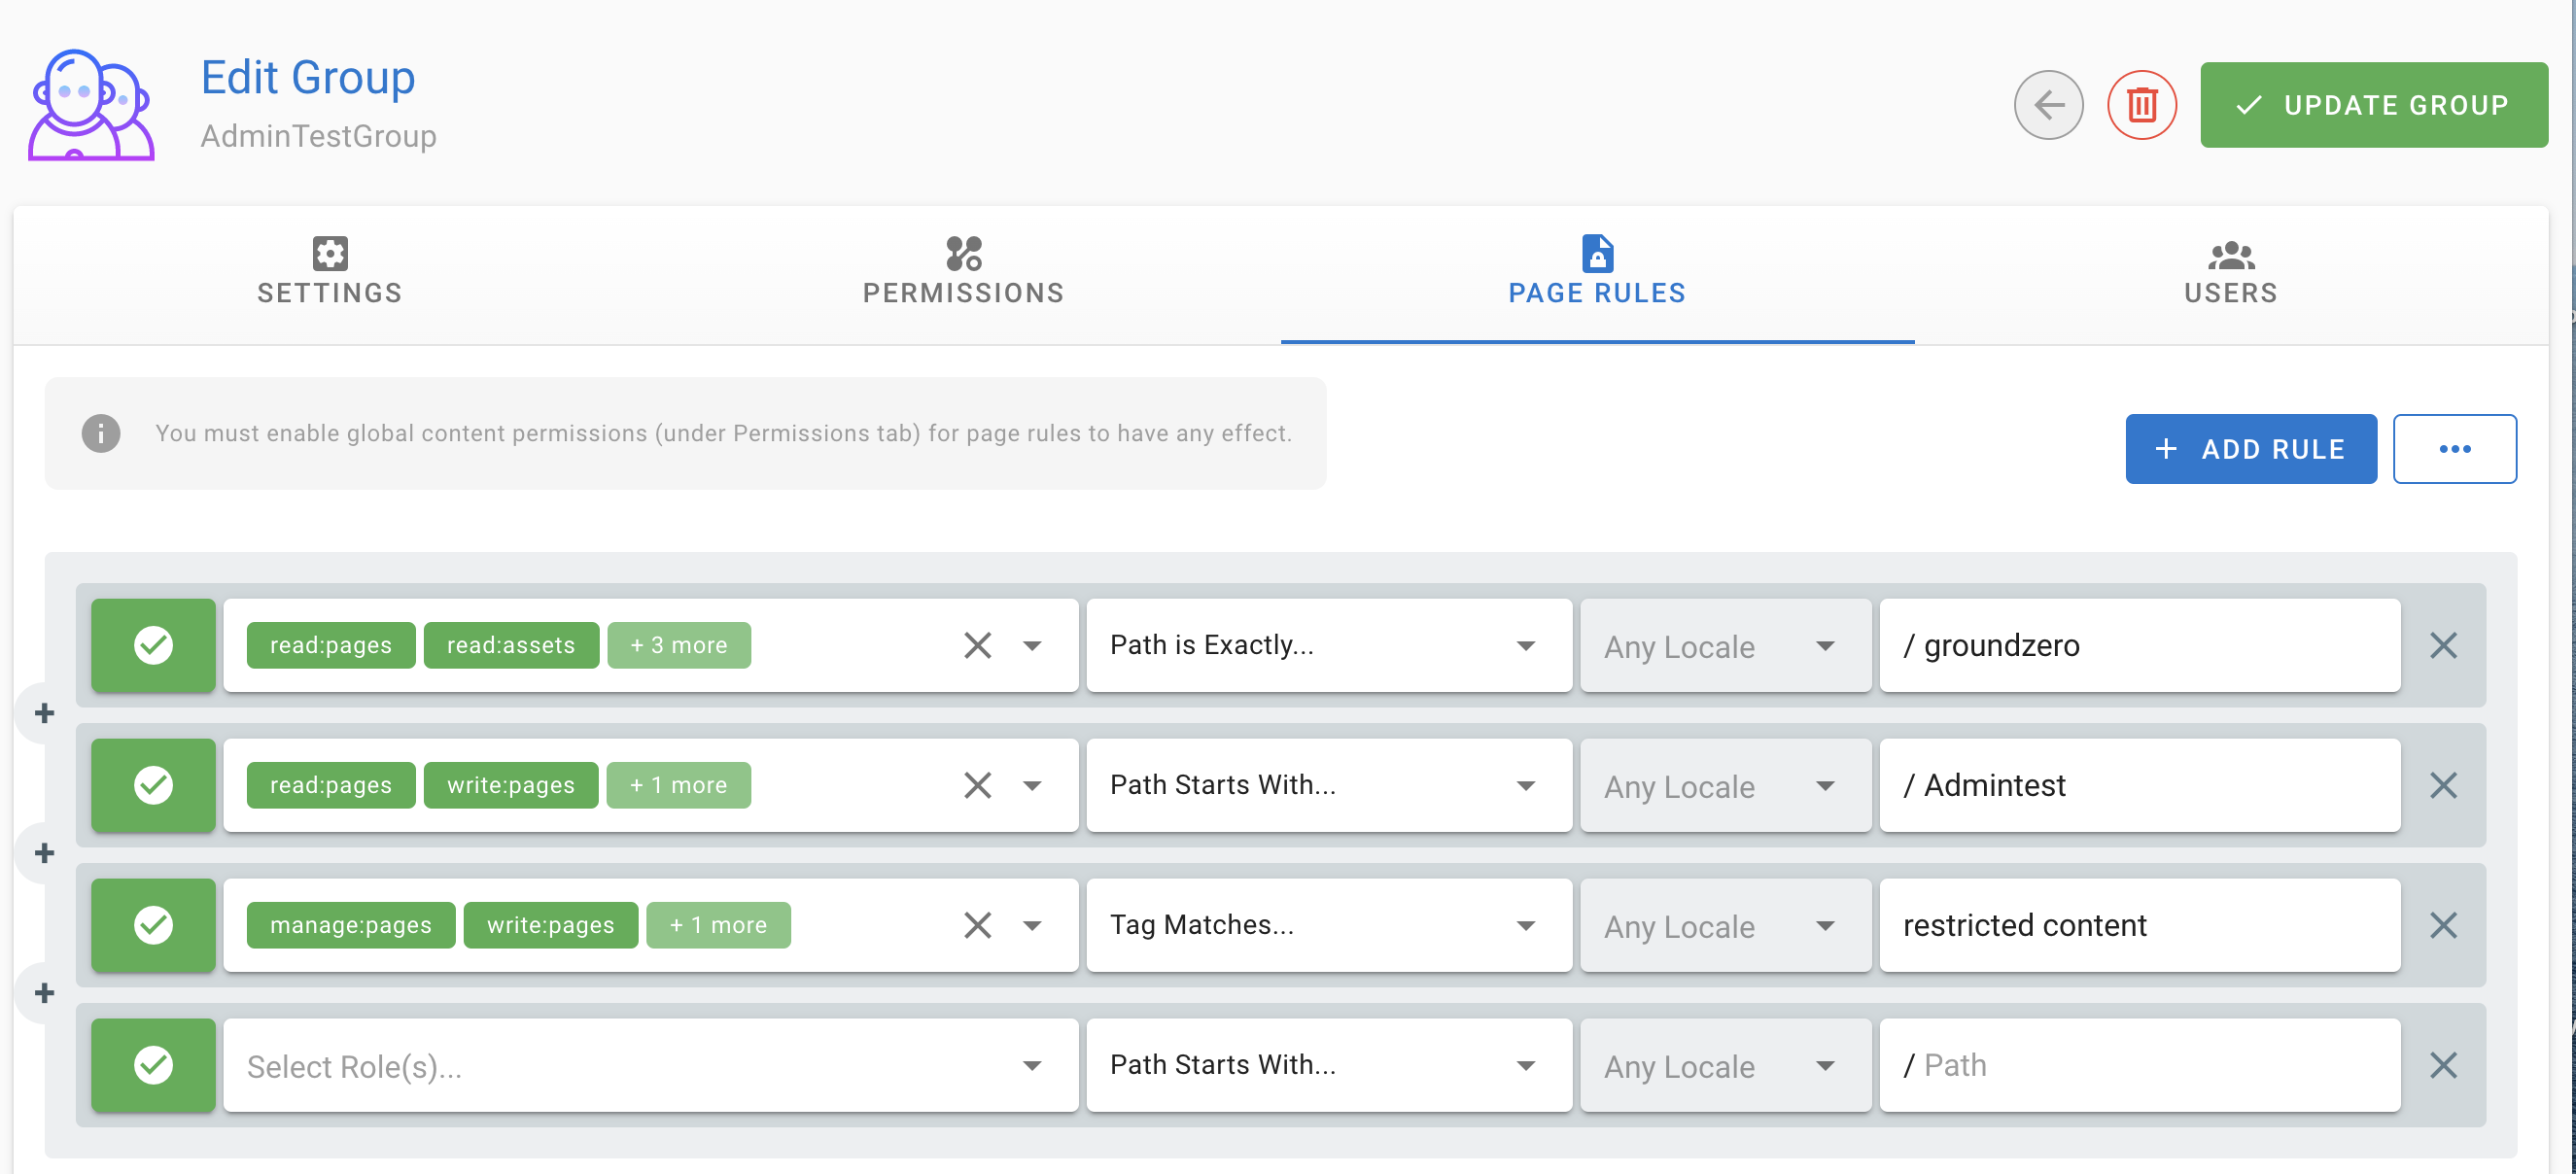 Edit Group
AdminTestGroup
UPDATE GROUP
SETTINGS
PERMISSIONS
PAGE RULES
USERS
You must enable global content permissions (under Permissions tab) for page rules to have any effect.
+ ADD RULE
read:pages read:assets + 3 more Path is Exactly... Any Locale / groundzero
read:pages write:pages + 1 more Path Starts With... Any Locale / Admintest
manage:pages write:pages + 1 more Tag Matches... Any Locale restricted content
Select Role(s)... Path Starts With... Any Locale / Path